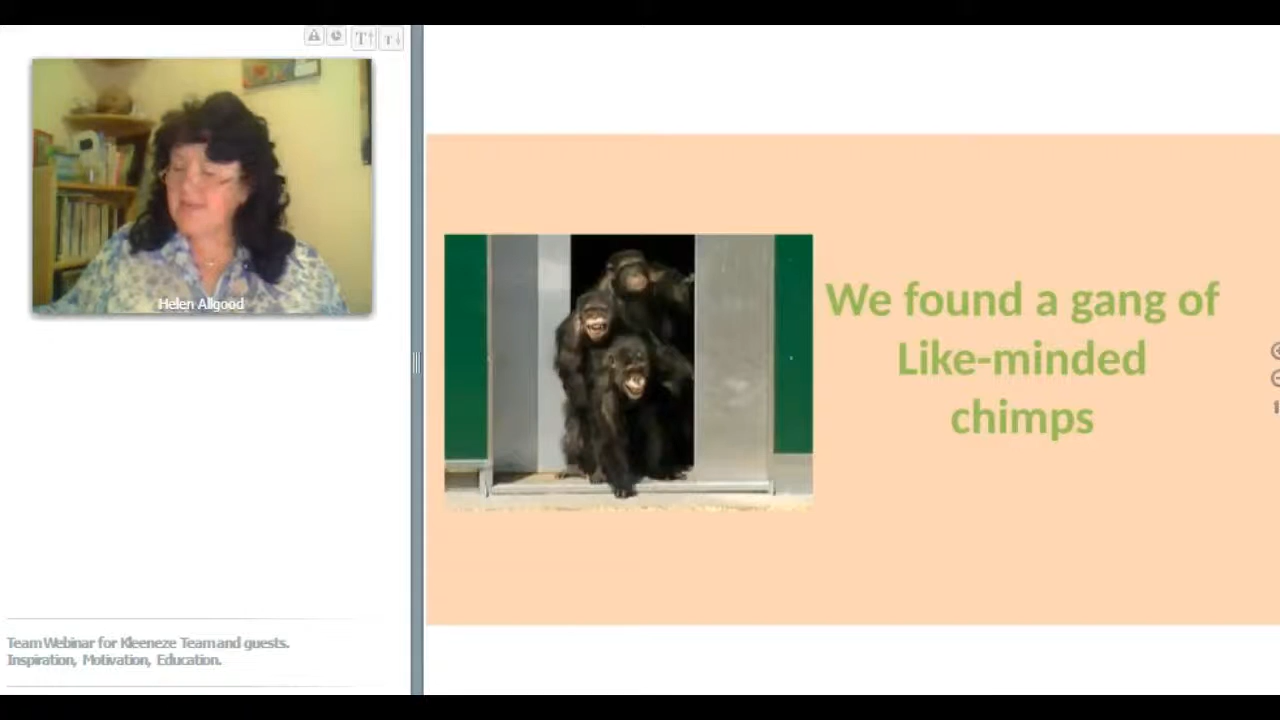 T↑ T↓
Helen Allgood
We found a gang of
Like-minded
chimps
Team Webinar for Kleeneze Team and guests.
Inspiration, Motivation, Education.